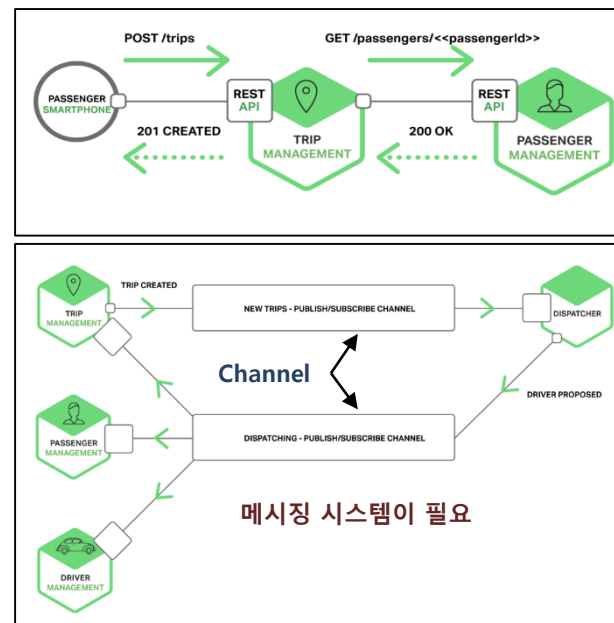 POST /trips
GET /passengers/<<passengerId>>
PASSENGER
SMARTPHONE
REST
API
REST
API
201 CREATED
TRIP
MANAGEMENT
200 OK
PASSENGER
MANAGEMENT
TRIP CREATED
TRIP
MANAGEMENT
NEW TRIPS - PUBLISH/SUBSCRIBE CHANNEL
DISPATCHER
Channel
DRIVER PROPOSED
PASSENGER
MANAGEMENT
DISPATCHING - PUBLISH/SUBSCRIBE CHANNEL
메시징 시스템이 필요
DRIVER
MANAGEMENT